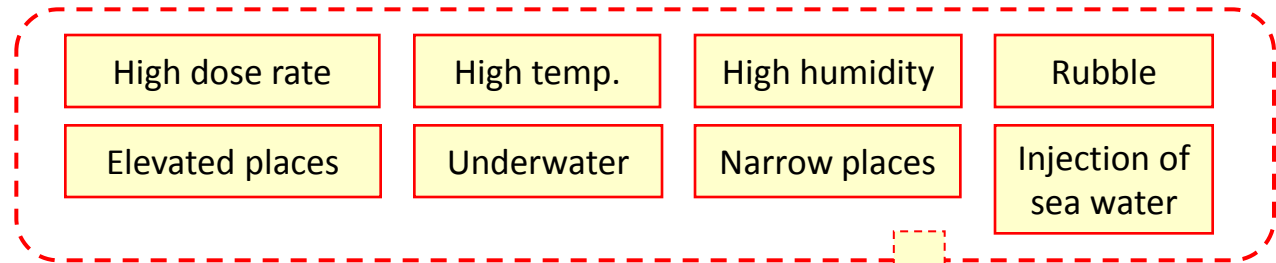 High dose rate
High temp.
High humidity
Rubble
Elevated places
Underwater
Narrow places
Injection of
sea water